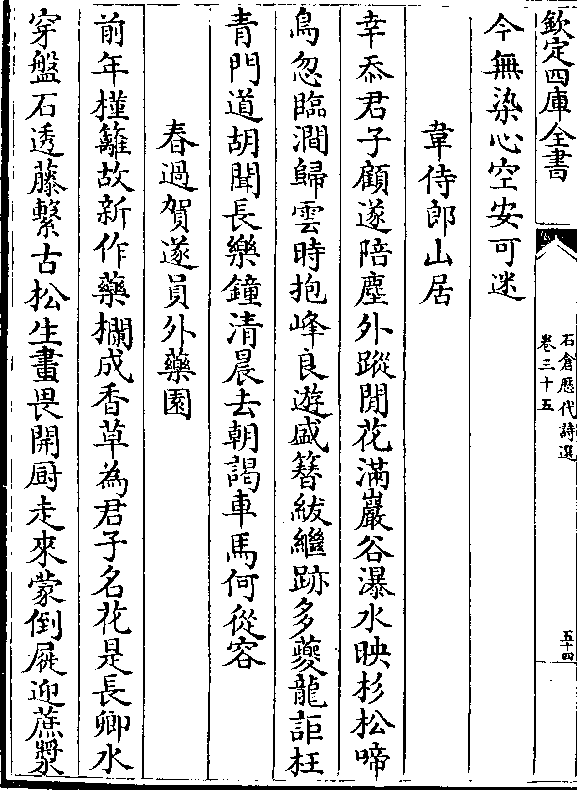 欽定四庫全書
石倉歴代詩選
卷三十五
五十四
今無染心空安可迷
韋侍郎山居
幸忝君子顧遂陪塵外蹤閒花滿巖谷瀑水映杉松啼
鳥忽臨澗歸雲時抱峰良遊盛簪紱繼跡多夔龍詎枉
青門道胡聞長樂鐘清晨去朝謁車馬何從容
春過賀遂員外藥園
前年槿籬故新作藥欄成香草為君子名花是長卿水
穿盤石透藤繫古松生畫畏開厨走來蒙倒屣迎蔗漿